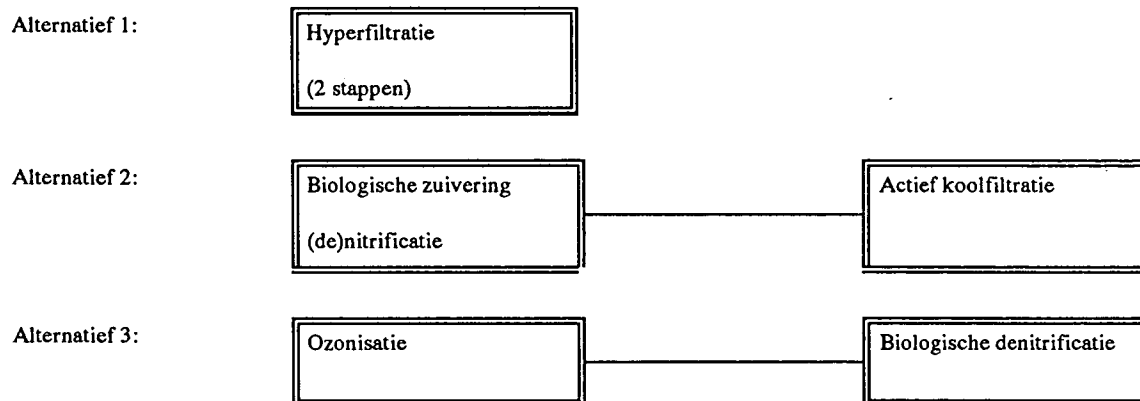 Alternatief 1:
Hyperfiltratie
(2 stappen)
Alternatief 2:
Biologische zuivering
(de)nitrificatie
Actief koolfiltratie
Alternatief 3:
Ozonisatie
Biologische denitrificatie